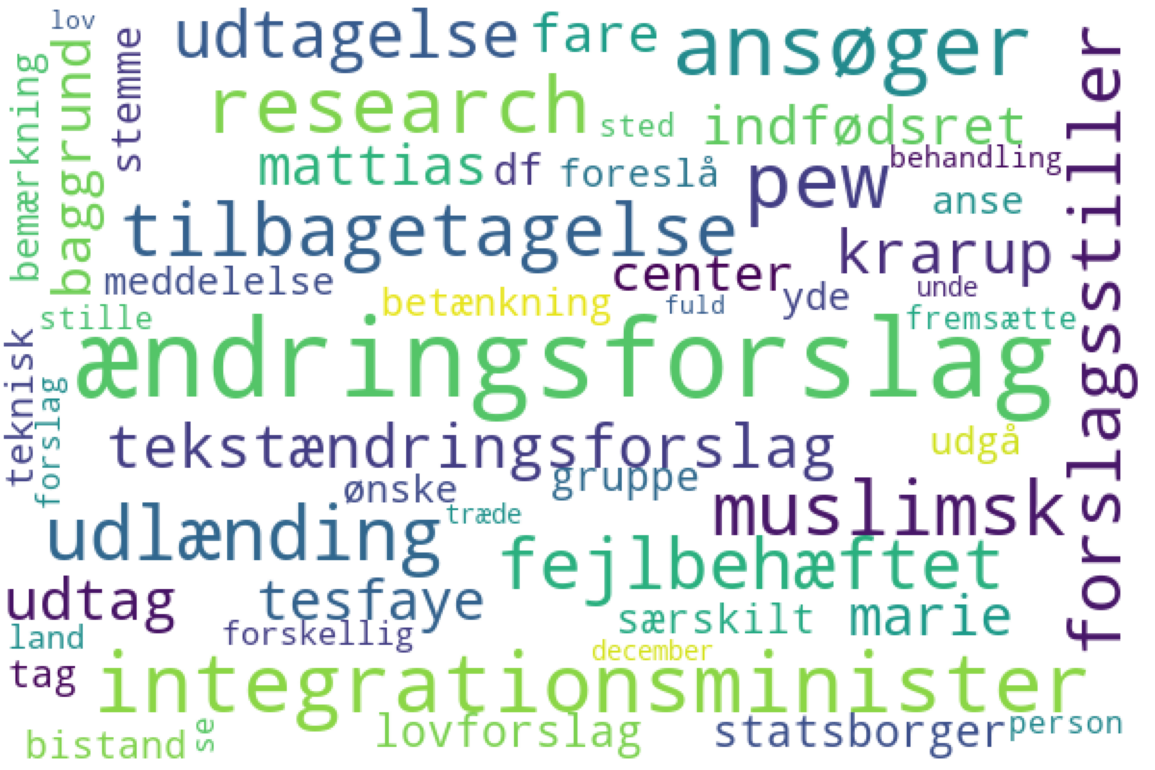 lov
udtagelse
fare
ansøger
bemærkning
baggrund
stemme
research
sted
indfødsret
forslagsstiller
mattias
df
foreslå
pew
behandling
anse
tilbagetagelse
krarup
meddelelse
center
unde
betænkning
fuld
yde
stille
fremsætte
ændringsforslag
teknisk
forslag
tekstændringsforslag
udgå
gruppe
ønske
muslimsk
træde
udlænding
fejlbehæftet
udtag
tesfaye
særskilt
marie
land
forskellig
december
tag
integrationsminister
bistand
se
lovforslag
statsborger
person